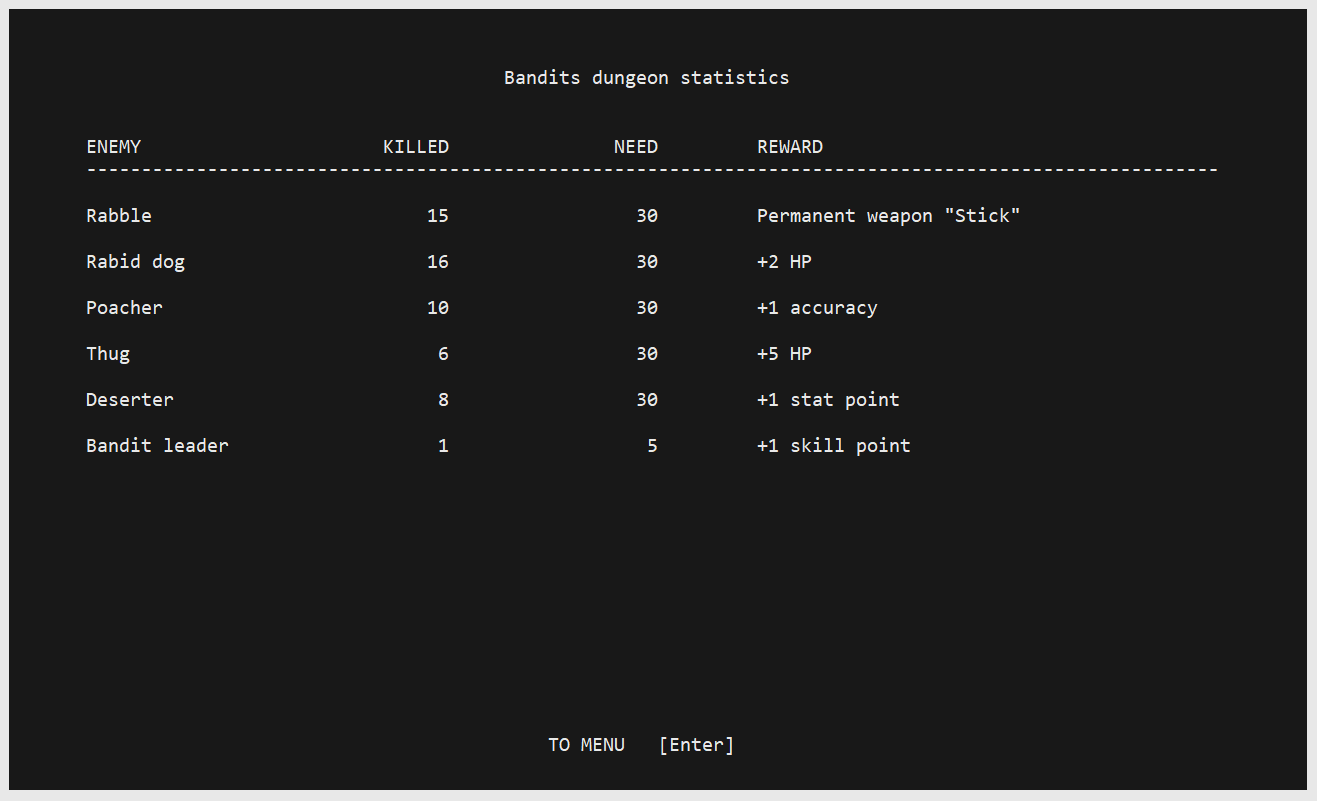 Bandits dungeon statistics
ENEMY KILLED NEED REWARD
--------------------------------------------------------------------------------------------------------
Rabble 15 30 Permanent weapon "Stick"
Rabid dog 16 30 +2 HP
Poacher 10 30 +1 accuracy
Thug 6 30 +5 HP
Deserter 8 30 +1 stat point
Bandit leader 1 5 +1 skill point
TO MENU [Enter]